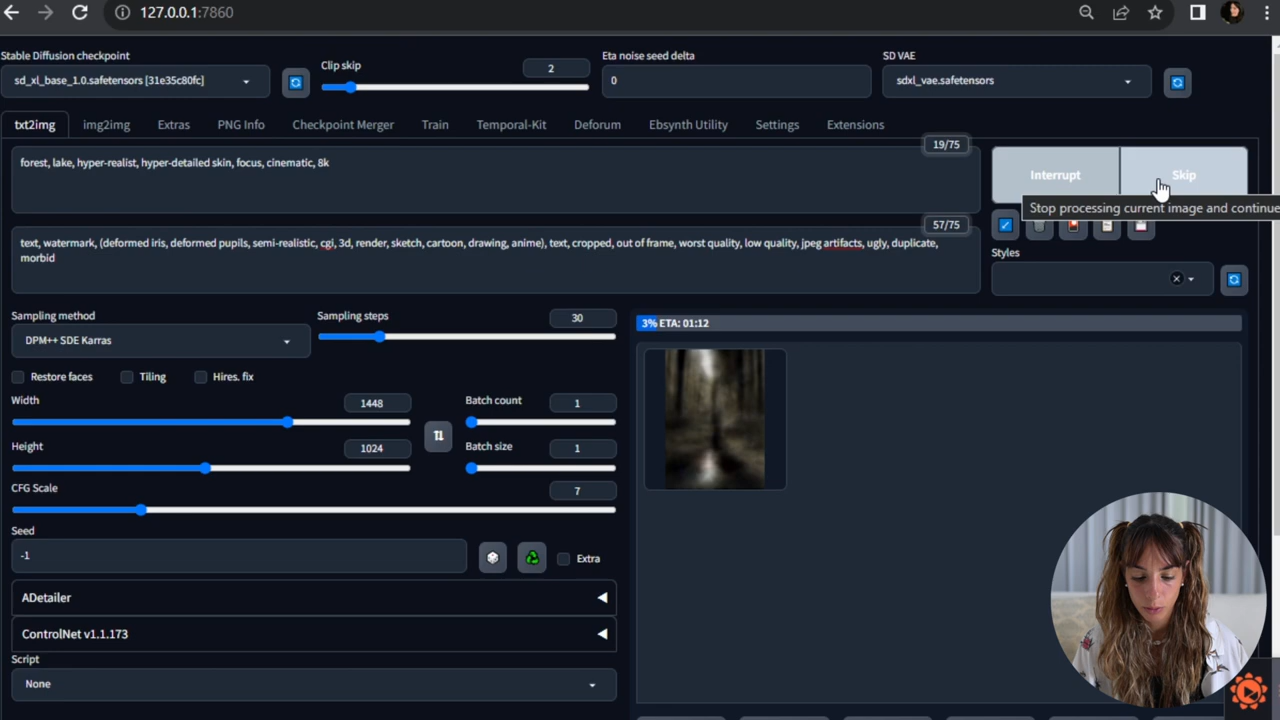 127.0.0.1:7860
Stable Diffusion checkpoint
sd_xl_base_1.0.safetensors [31e35c80fc]
Clip skip
2
Eta noise seed delta
0
SD VAE
sdxl_vae.safetensors
txt2img
img2img
Extras
PNG Info
Checkpoint Merger
Train
Temporal-Kit
Deforum
Ebsynth Utility
Settings
Extensions
19/75
forest, lake, hyper-realist, hyper-detailed skin, focus, cinematic, 8k
Interrupt
Skip
Stop processing current image and continue
57/75
text, watermark, (deformed iris, deformed pupils, semi-realistic, cgi, 3d, render, sketch, cartoon, drawing, anime), text, cropped, out of frame, worst quality, low quality, jpeg artifacts, ugly, duplicate,
morbid
Styles
Sampling method
DPM++ SDE Karras
Sampling steps
30
3% ETA: 01:12
Restore faces
Tiling
Hires. fix
Width
1448
Batch count
1
Height
1024
Batch size
1
CFG Scale
7
Seed
-1
Extra
ADetailer
ControlNet v1.1.173
Script
None